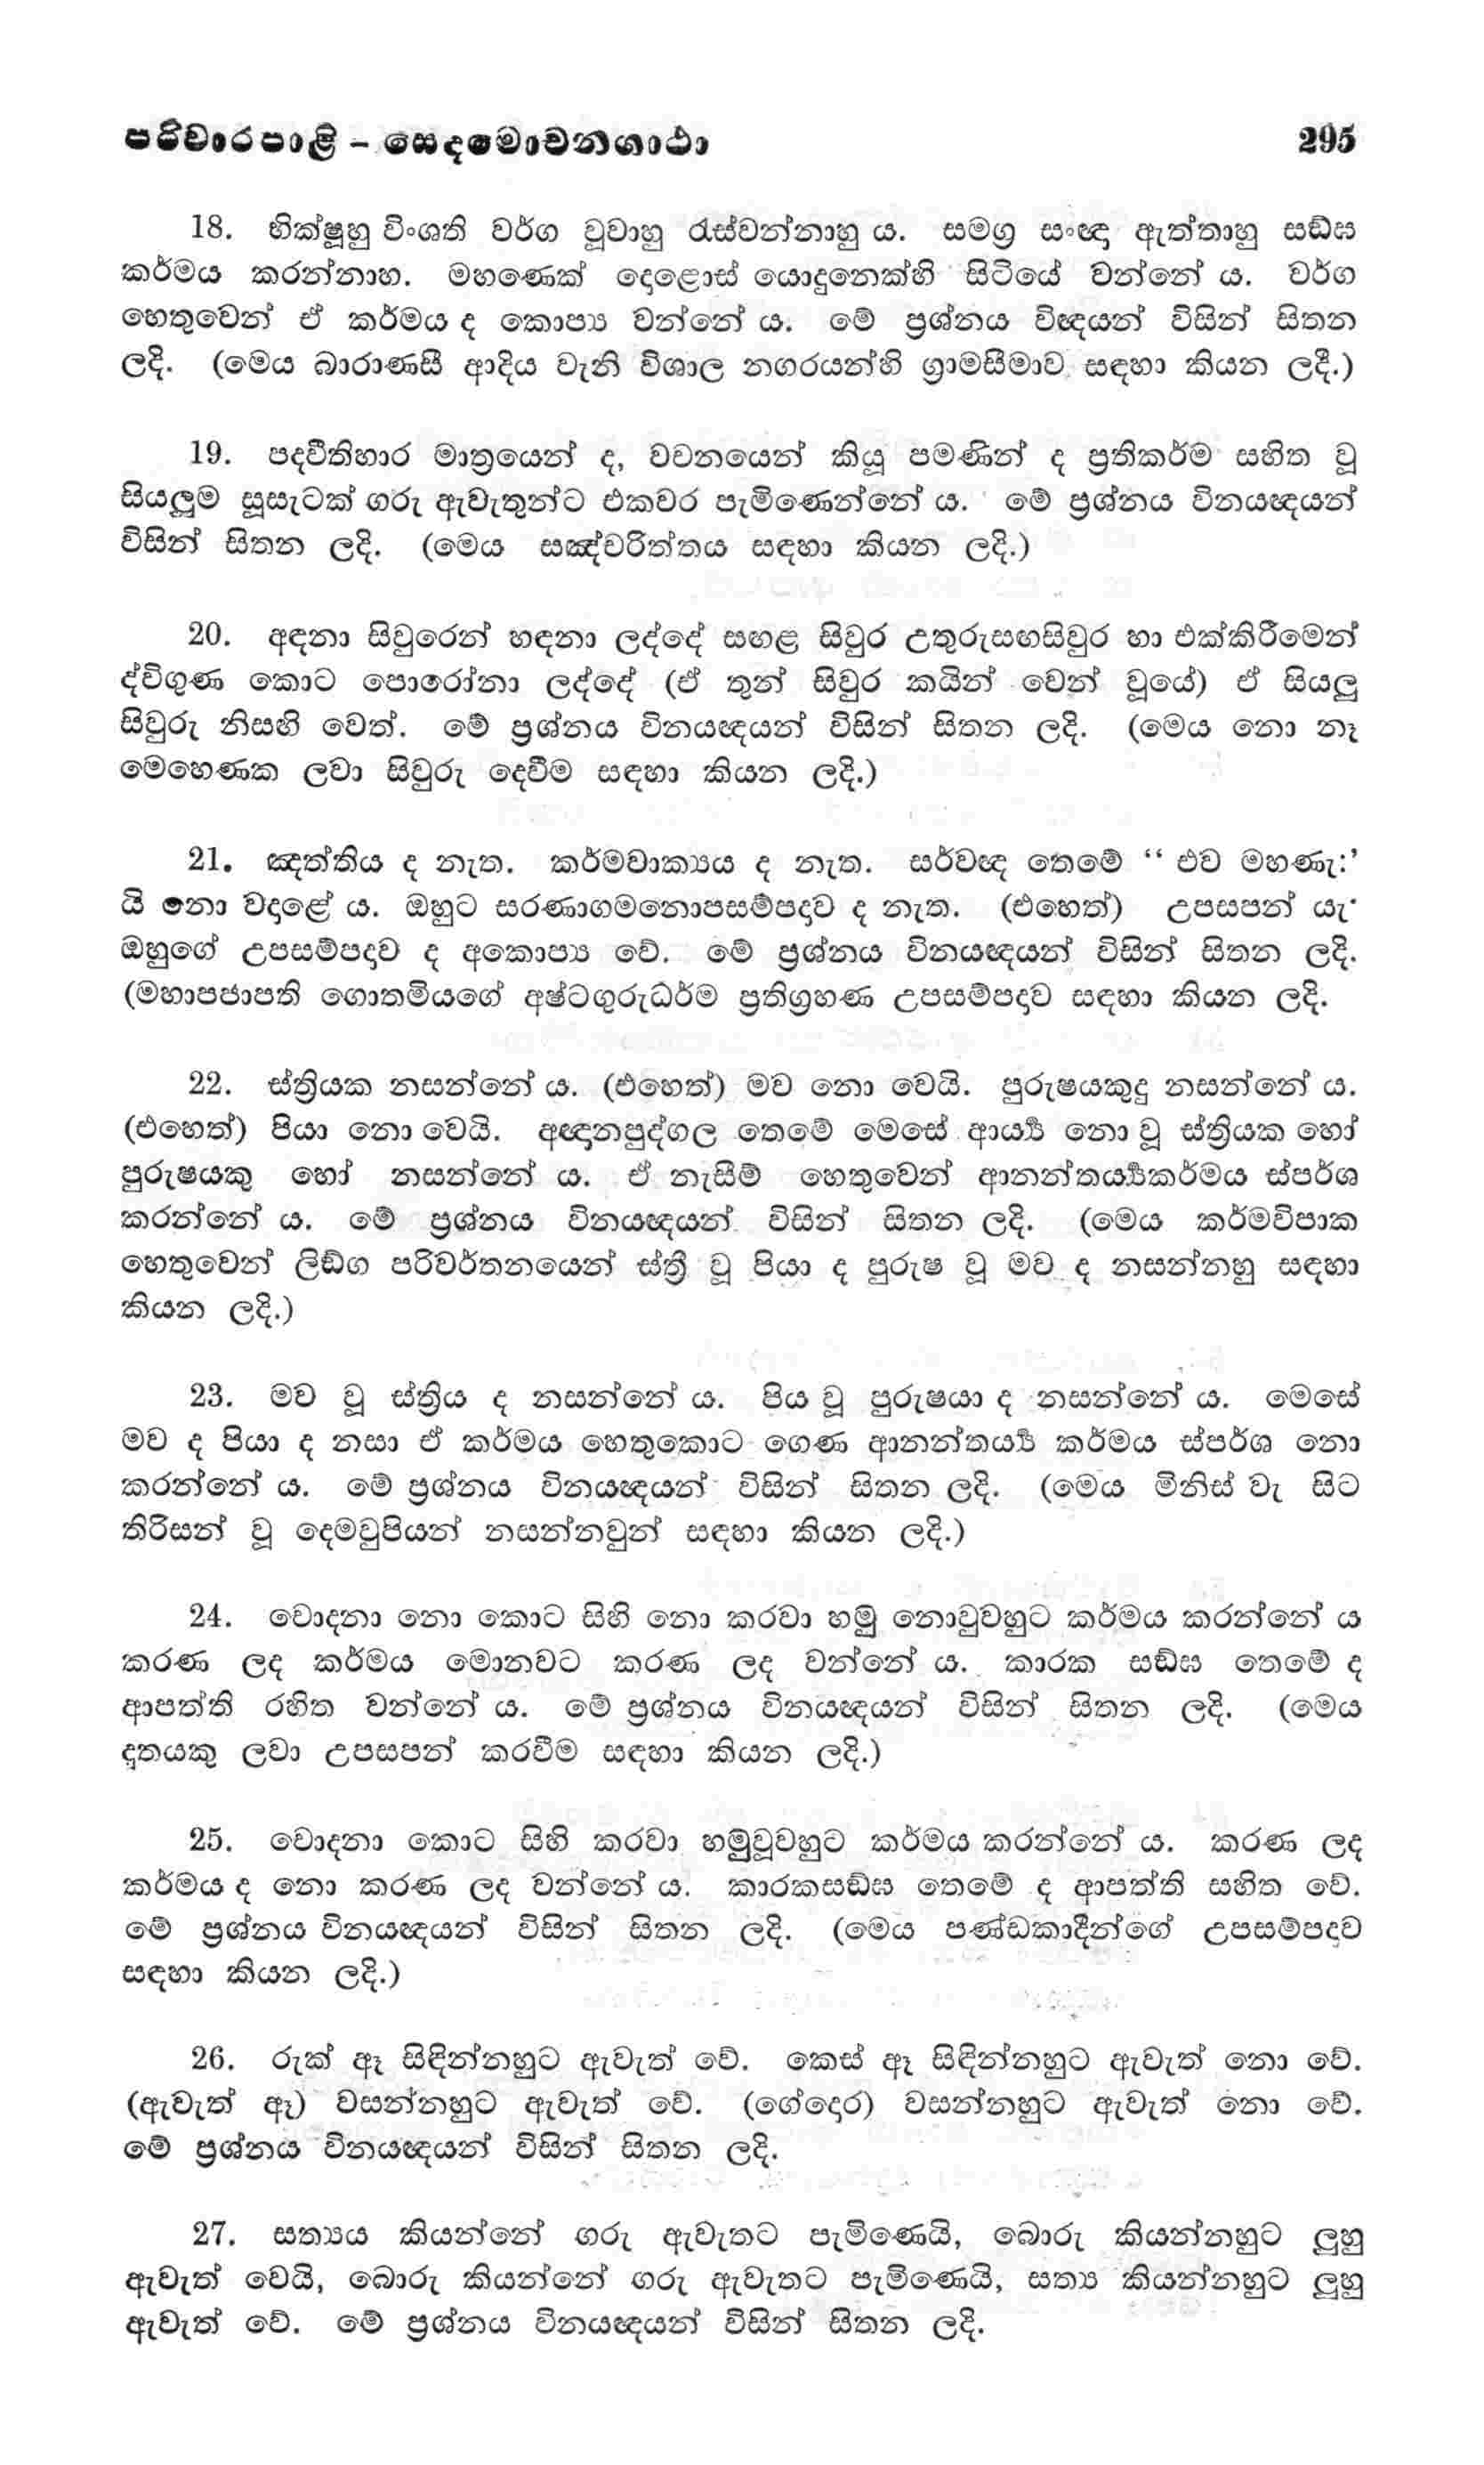 පරිවාරපාළි – සෙදමොචනගාථා 295
18. භික්ෂූහු විංශති වර්ග වූවාහු රැස්වන්නාහු ය. සමග්‍ර සංඥා ඇත්තාහු සඞ්ඝ
කර්මය කරන්නාහ. මහණෙක් දොළොස් යොදුනෙක්හි සිටියේ වන්නේ ය. වර්ග
හෙතුවෙන් ඒ කර්මය ද කොප්‍ය වන්නේ ය. මේ ප්‍රශ්නය විඥයන් විසින් සිතන
ලදි. (මෙය බාරාණසී ආදිය වැනි විශාල නගරයන්හි ග්‍රාමසීමාව සඳහා කියන ලදී.)
19. පදවීතිහාර මාත්‍රයෙන් ද, වචනයෙන් කියූ පමණින් ද ප්‍රතිකර්ම සහිත වූ
සියලුම සූසැටක් ගරු ඇවැතුන්ට එකවර පැමිණෙන්නේ ය. මේ ප්‍රශ්නය විනයඥයන්
විසින් සිතන ලදි. (මෙය සඤ්චරිත්තය සඳහා කියන ලදි.)
20. අඳනා සිවුරෙන් හඳනා ලද්දේ සඟළ සිවුර උතුරුසඟසිවුර හා එක්කිරීමෙන්
ද්විගුණ කොට පොරෝනා ලද්දේ (ඒ තුන් සිවුර කයින් වෙන් වූයේ) ඒ සියලු
සිවුරු නිසඟි වෙත්. මේ ප්‍රශ්නය විනයඥයන් විසින් සිතන ලදි. (මෙය නො නෑ
මෙහෙණක ලවා සිවුරු දෙවීම සඳහා කියන ලදි.)
21. ඤත්තිය ද නැත. කර්මවාක්‍යය ද නැත. සර්වඥ තෙමේ “ එව මහණැ:’
යි නො වදාළේ ය. ඔහුට සරණාගමනොපසම්පදාව ද නැත. (එහෙත්) උපසපන් යැ
ඔහුගේ උපසම්පදාව ද අකොප්‍ය වේ. මේ ප්‍රශ්නය විනයඥයන් විසින් සිතන ලදි.
(මහාපජාපති ගොතමියගේ අෂ්ටගුරුධර්ම ප්‍රතිග්‍රහණ උපසම්පදාව සඳහා කියන ලදි.
22. ස්ත්‍රියක නසන්නේ ය. (එහෙත්) මව නො වෙයි. පුරුෂයකුදු නසන්නේ ය.
(එහෙත්) පියා නො වෙයි. අඥානපුද්ගල තෙමේ මෙසේ ආර්‍ය්‍ය නො වූ ස්ත්‍රියක හෝ
පුරුෂයකු හෝ නසන්නේ ය. ඒ නැසීම් හෙතුවෙන් ආනන්තර්‍ය්‍යකර්මය ස්පර්ශ
කරන්නේ ය. මේ ප්‍රශ්නය විනයඥයන් විසින් සිතන ලදි. (මෙය කර්මවිපාක
හෙතුවෙන් ලිඞ්ග පරිවර්තනයෙන් ස්ත්‍රී වූ පියා ද පුරුෂ වූ මව ද නසන්නහු සඳහා
කියන ලදි.)
23. මව වූ ස්ත්‍රිය ද නසන්නේ ය. පිය වූ පුරුෂයා ද නසන්නේ ය. මෙසේ
මව ද පියා ද නසා ඒ කර්මය හෙතුකොට ගෙණ ආනන්තර්‍ය්‍ය කර්මය ස්පර්ශ නො
කරන්නේ ය. මේ ප්‍රශ්නය විනයඥයන් විසින් සිතන ලදි. (මෙය මිනිස් වැ සිට
තිරිසන් වූ දෙමවුපියන් නසන්නවුන් සඳහා කියන ලදි.)
24. චොදනා නො කොට සිහි නො කරවා හමු නොවුවහුට කර්මය කරන්නේ ය
කරණ ලද කර්මය මොනවට කරණ ලද වන්නේ ය. කාරක සඞ්ඝ තෙමේ ද
ආපත්ති රහිත වන්නේ ය. මේ ප්‍රශ්නය විනයඥයන් විසින් සිතන ලදි. (මෙය
දූතයකු ලවා උපසපන් කරවීම සඳහා කියන ලදි.)
25. චොදනා කොට සිහි කරවා හමුවූවහුට කර්මය කරන්නේ ය. කරණ ලද
කර්මය ද නො කරණ ලද වන්නේ ය. කාරකසඞ්ඝ තෙමේ ද ආපත්ති සහිත වේ.
මේ ප්‍රශ්නය විනයඥයන් විසින් සිතන ලදි. (මෙය පණ්ඩකාදීන්ගේ උපසම්පදාව
සඳහා කියන ලදි.)
26. රුක් ඈ සිඳින්නහුට ඇවැත් වේ. කෙස් ඈ සිඳින්නහුට ඇවැත් නො වේ.
(ඇවැත් ඈ) වසන්නහුට ඇවැත් වේ. (ගේදොර) වසන්නහුට ඇවැත් නො වේ.
මේ ප්‍රශ්නය විනයඥයන් විසින් සිතන ලදි.
27. සත්‍යය කියන්නේ ගරු ඇවැතට පැමිණෙයි, බොරු කියන්නහුට ලුහු
ඇවැත් වෙයි, බොරු කියන්නේ ගරු ඇවැතට පැමිණෙයි, සත්‍ය කියන්නහුට ලුහු
ඇවැත් වේ. මේ ප්‍රශ්නය විනයඥයන් විසින් සිතන ලදි.